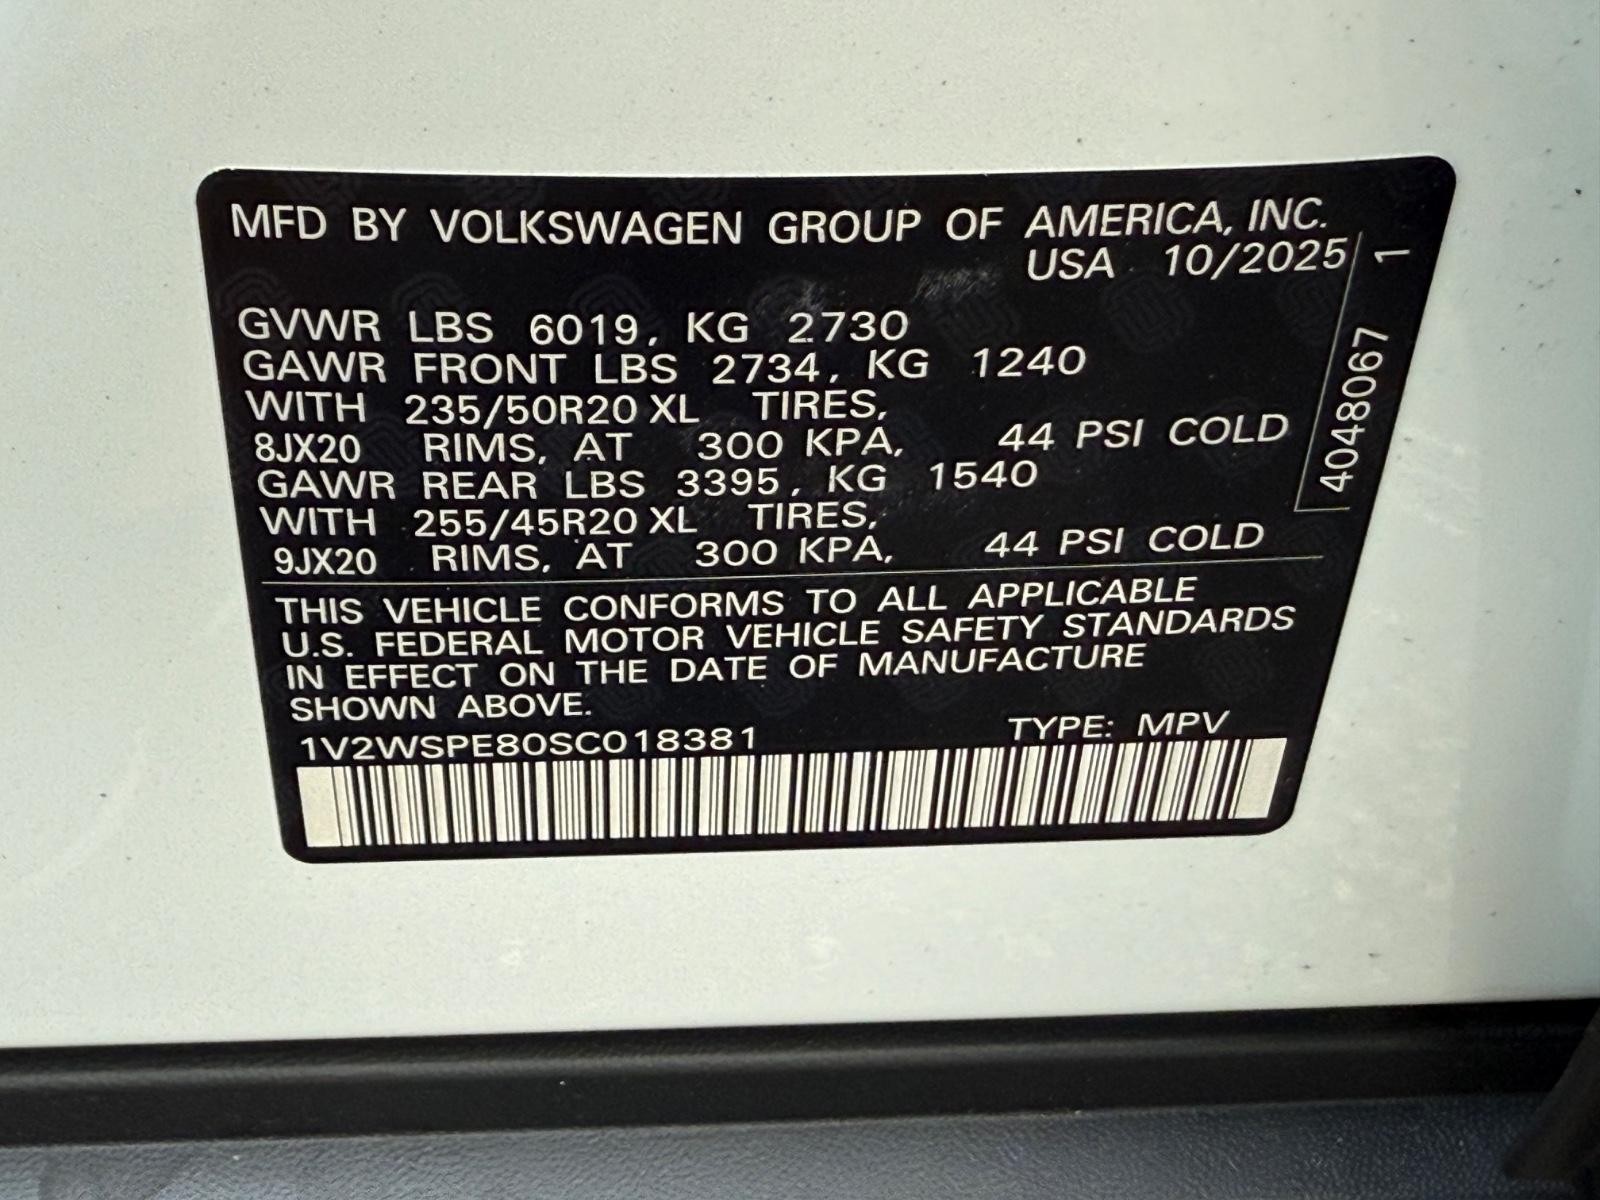 MFD BY VOLKSWAGEN GROUP OF AMERICA, INC.
USA 10/2025
GVWR LBS 6019, KG 2730
GAWR FRONT LBS 2734, KG 1240
WITH 235/50R20 XL TIRES,
8JX20 RIMS, AT 300 KPA, 44 PSI COLD
GAWR REAR LBS 3395, KG 1540
WITH 255/45R20 XL TIRES,
9JX20 RIMS, AT 300 KPA, 44 PSI COLD
4048067 1
THIS VEHICLE CONFORMS TO ALL APPLICABLE
U.S. FEDERAL MOTOR VEHICLE SAFETY STANDARDS
IN EFFECT ON THE DATE OF MANUFACTURE
SHOWN ABOVE.
1V2WSPE80SC018381 TYPE: MPV